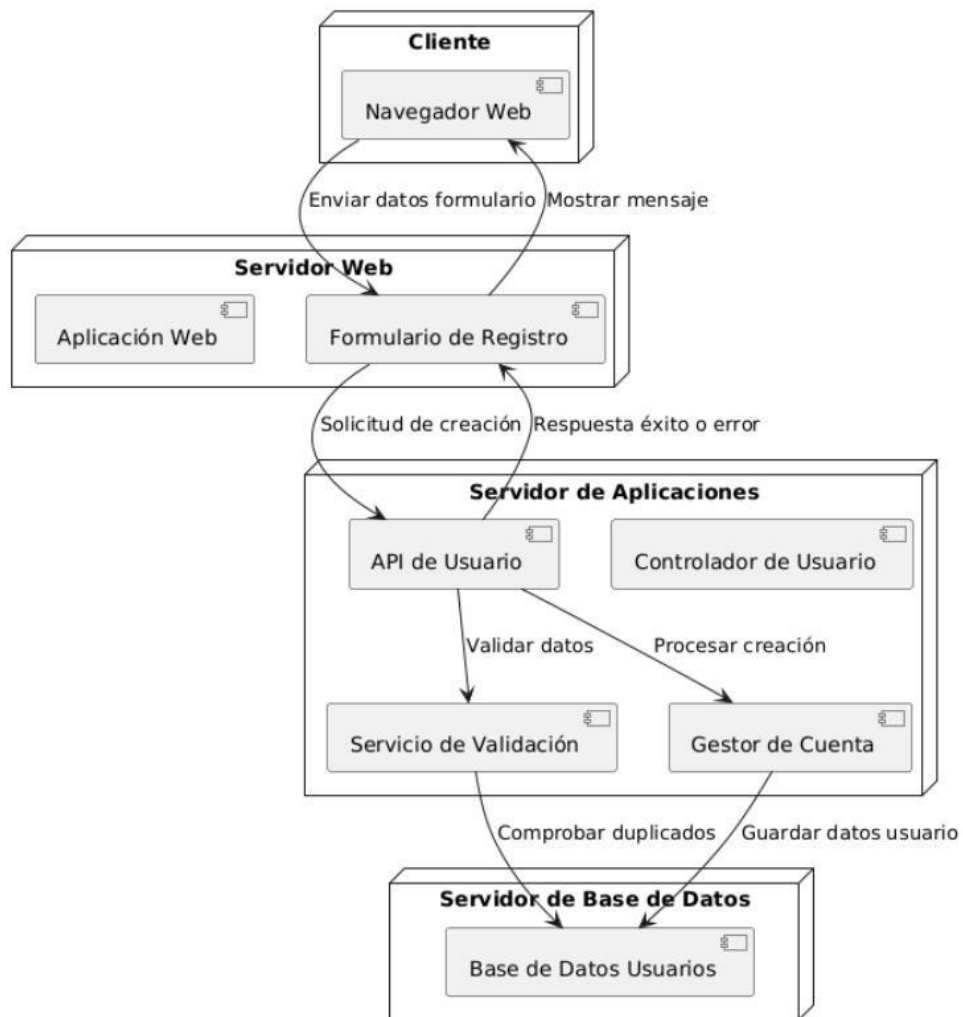 Cliente
Navegador Web
Enviar datos formulario
Mostrar mensaje
Servidor Web
Aplicación Web
Formulario de Registro
Solicitud de creación
Respuesta éxito o error
Servidor de Aplicaciones
API de Usuario
Controlador de Usuario
Validar datos
Procesar creación
Servicio de Validación
Gestor de Cuenta
Comprobar duplicados
Guardar datos usuario
Servidor de Base de Datos
Base de Datos Usuarios